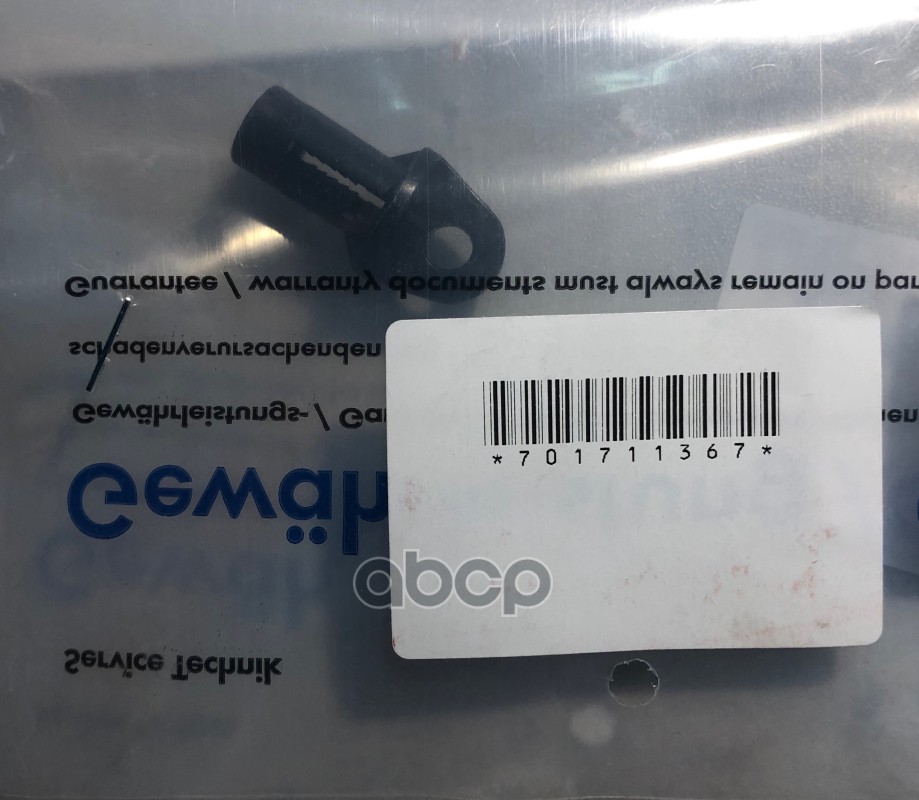 Guarantee / warranty documents must always remain on par
schadenverursachenden
Gewährleistungs- / Ga
*701711367*
Gewäh
abcp
Service Technik